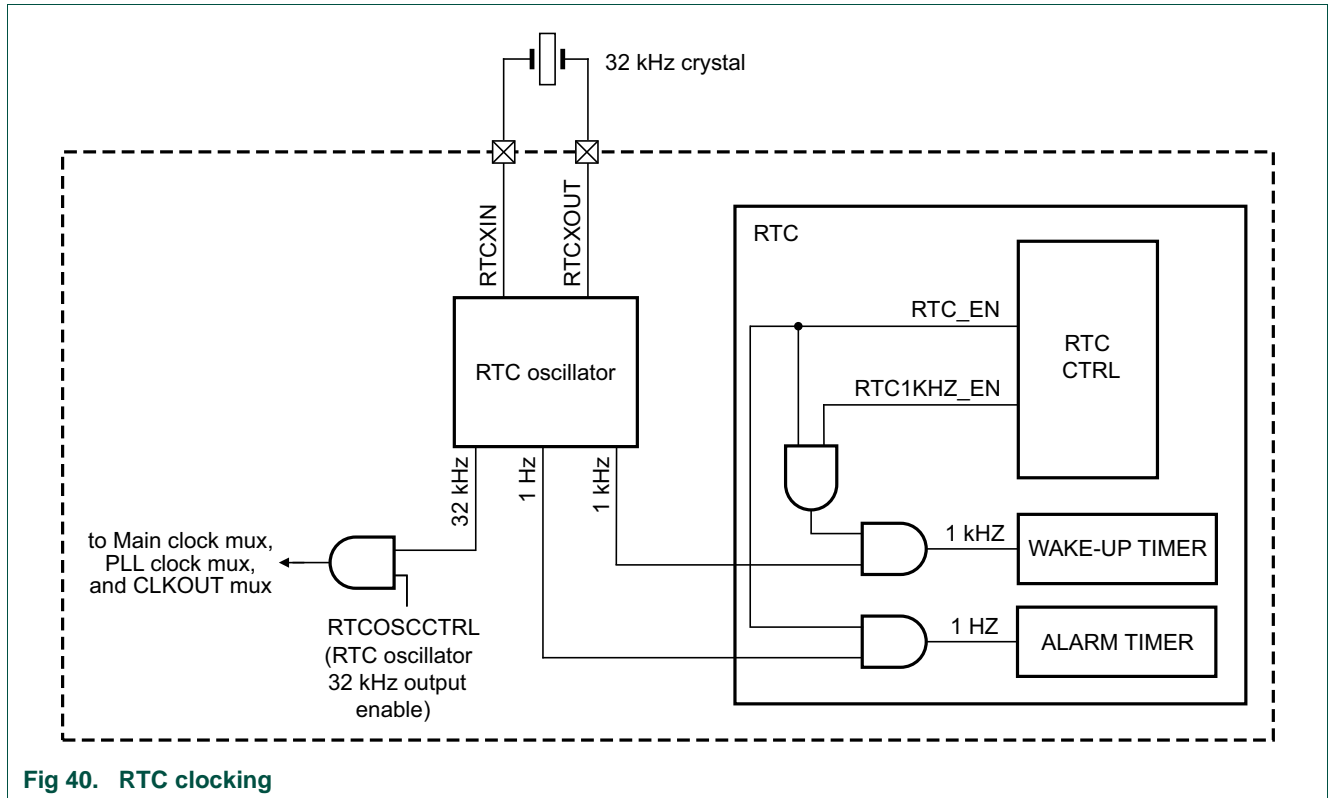 32 kHz crystal
RTCXIN
RTCXOUT
RTC
RTC_EN
RTC
CTRL
RTC oscillator
RTC1KHZ_EN
32 kHz
1 Hz
1 kHz
to Main clock mux,
PLL clock mux,
and CLKOUT mux
1 kHZ
WAKE-UP TIMER
RTCOSCCTRL
(RTC oscillator
32 kHz output
enable)
1 HZ
ALARM TIMER
Fig 40. RTC clocking